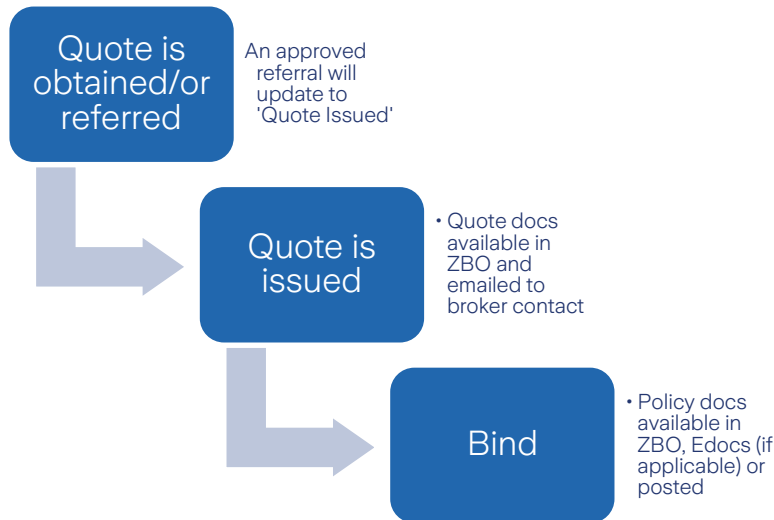 Quote is
obtained/or
referred
An approved
referral will
update to
'Quote Issued'
Quote is
issued
• Quote docs
available in
ZBO and
emailed to
broker contact
Bind
• Policy docs
available in
ZBO, Edocs (if
applicable) or
posted